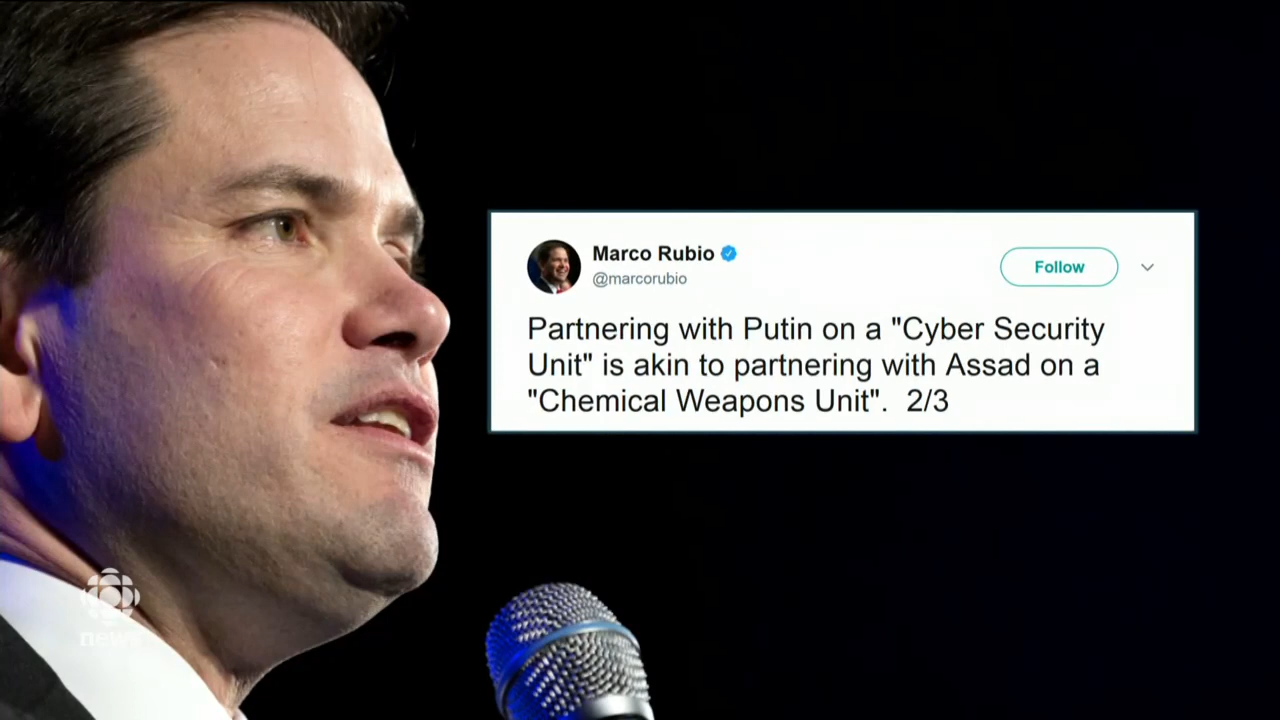 Marco Rubio
@marcorubio
Follow
Partnering with Putin on a "Cyber Security
Unit" is akin to partnering with Assad on a
"Chemical Weapons Unit".  2/3
news